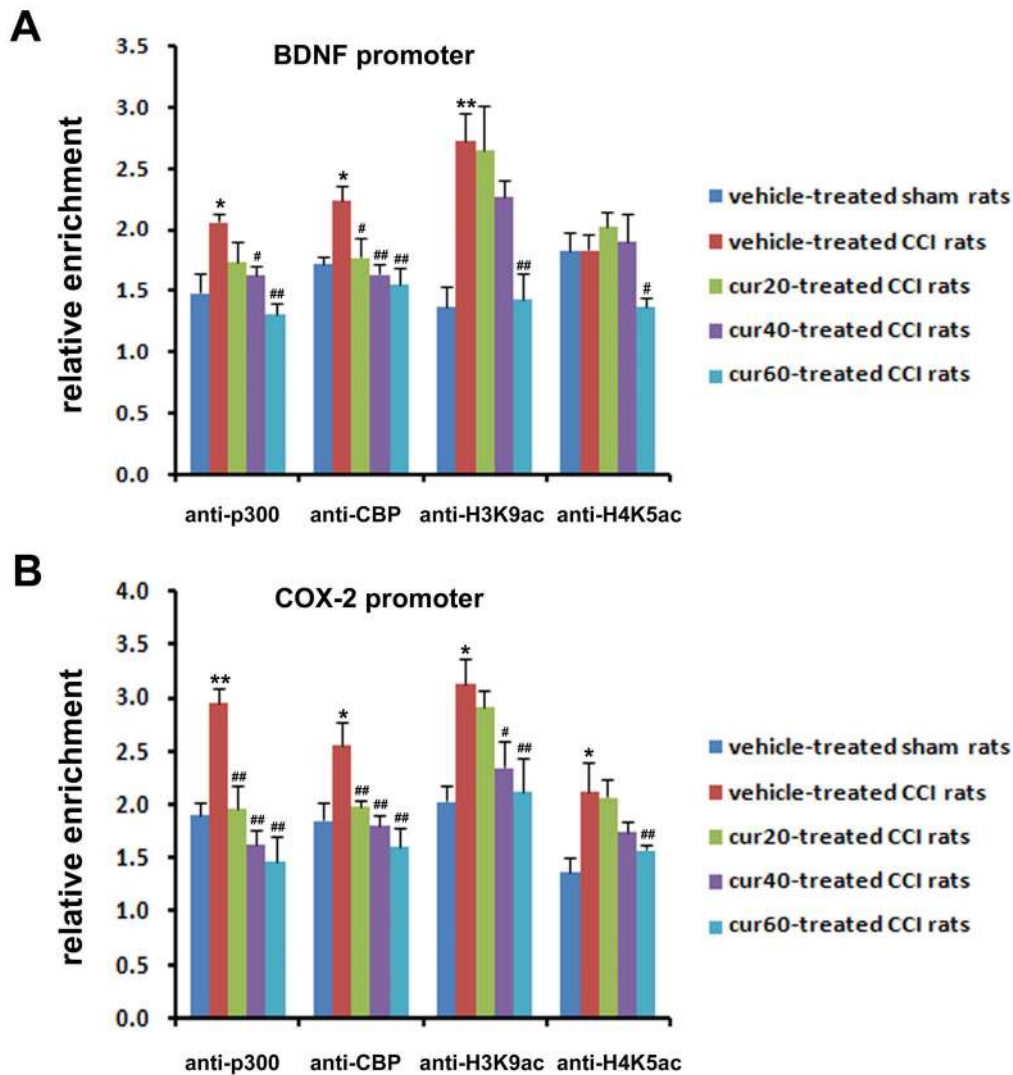 A
BDNF promoter
relative enrichment
3.5
3.0
2.5
2.0
1.5
1.0
0.5
0.0
*
#
##
*
#
##
##
**
##
#
anti-p300
anti-CBP
anti-H3K9ac
anti-H4K5ac
vehicle-treated sham rats
vehicle-treated CCI rats
cur20-treated CCI rats
cur40-treated CCI rats
cur60-treated CCI rats
B
COX-2 promoter
relative enrichment
4.0
3.5
3.0
2.5
2.0
1.5
1.0
0.5
0.0
**
##
##
##
*
##
##
##
*
#
##
*
##
anti-p300
anti-CBP
anti-H3K9ac
anti-H4K5ac
vehicle-treated sham rats
vehicle-treated CCI rats
cur20-treated CCI rats
cur40-treated CCI rats
cur60-treated CCI rats